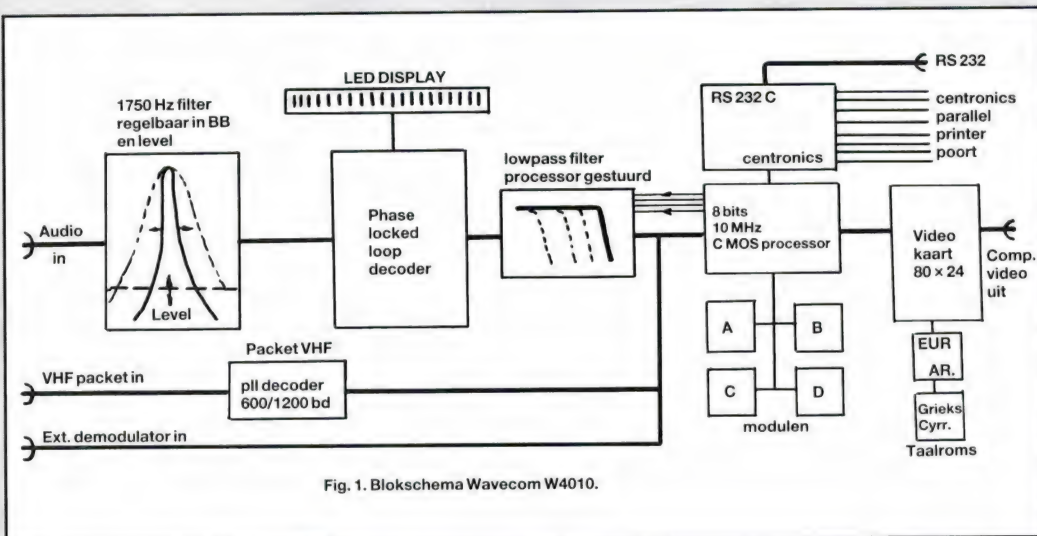 LED DISPLAY
1750 Hz filter
regelbaar in BB
en level
Audio
in
Level
Phase
locked
loop
decoder
lowpass filter
processor gestuurd
RS 232
RS 232 C
centronics
centronics
parallel
printer
poort
8 bits
10 MHz
C MOS processor
Video
kaart
80 × 24
Comp.
video
uit
A
B
C
D
modulen
EUR
AR.
Grieks
Cyrr.
Taalroms
Packet VHF
VHF packet in
pll decoder
600/1200 bd
Ext. demodulator in
Fig. 1. Blokschema Wavecom W4010.